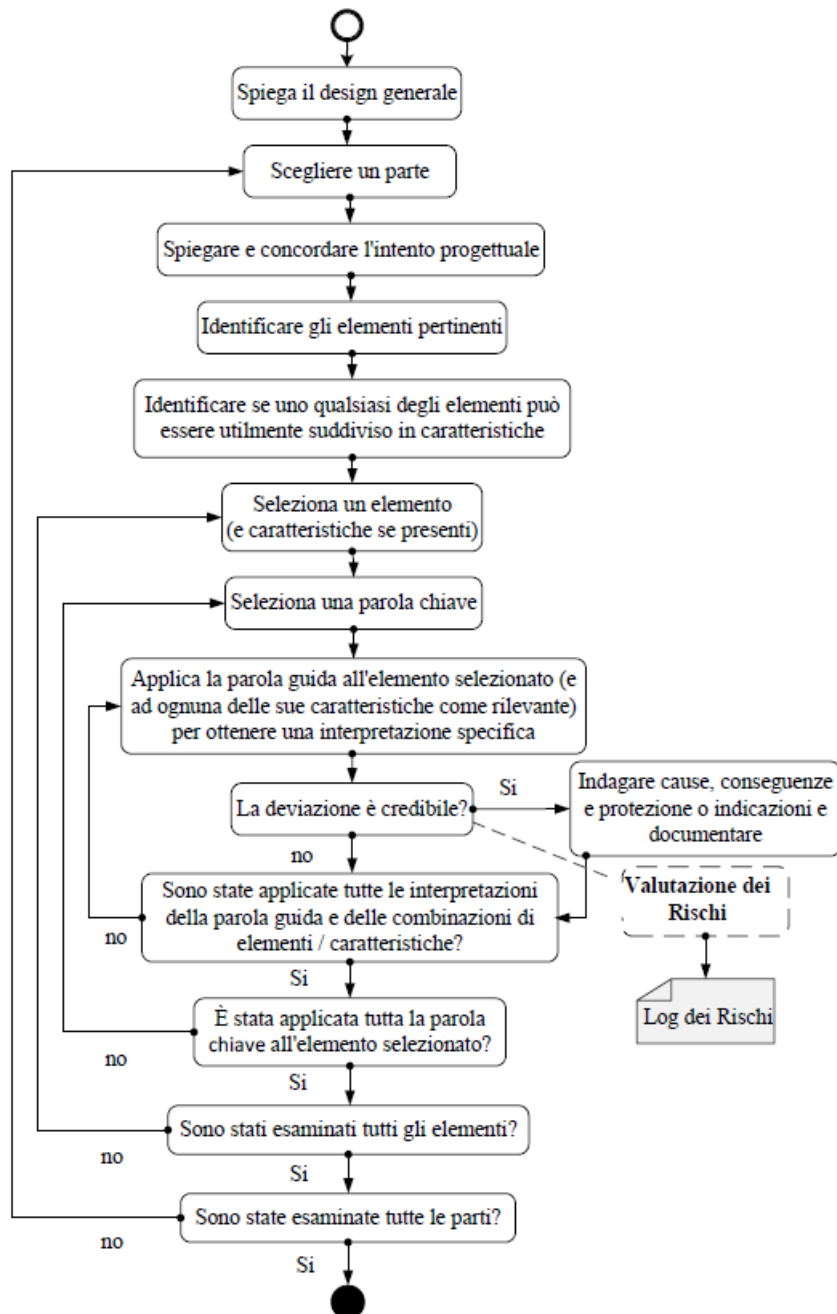 Spiega il design generale
Scegliere un parte
Spiegare e concordare l'intento progettuale
Identificare gli elementi pertinenti
Identificare se uno qualsiasi degli elementi può
essere utilmente suddiviso in caratteristiche
Seleziona un elemento
(e caratteristiche se presenti)
Seleziona una parola chiave
Applica la parola guida all'elemento selezionato (e
ad ognuna delle sue caratteristiche come rilevante)
per ottenere una interpretazione specifica
La deviazione è credibile?
Si
Indagare cause, conseguenze
e protezione o indicazioni e
documentare
no
Valutazione dei
Rischi
Log dei Rischi
Sono state applicate tutte le interpretazioni
della parola guida e delle combinazioni di
elementi / caratteristiche?
no
Si
È stata applicata tutta la parola
chiave all'elemento selezionato?
no
Si
Sono stati esaminati tutti gli elementi?
no
Si
Sono state esaminate tutte le parti?
no
Si